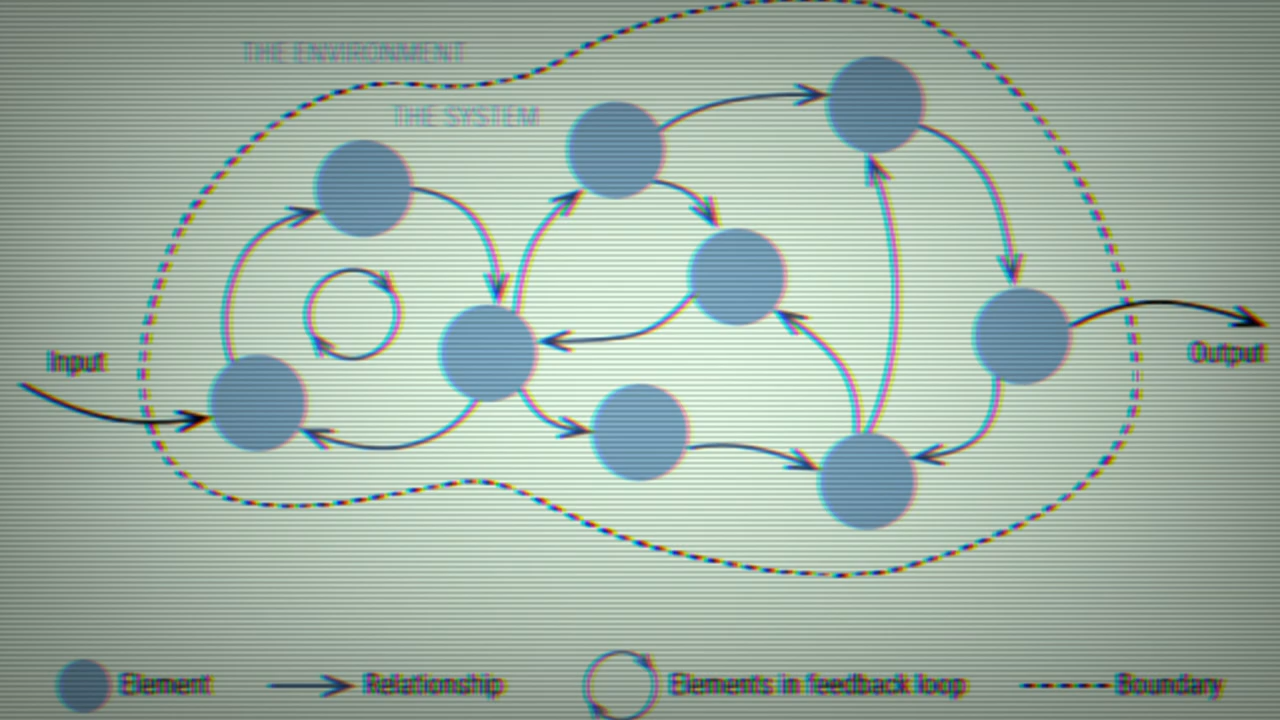 THE ENVIRONMENT
THE SYSTEM
Input
Output
Element
Relationship
Elements in feedback loop
Boundary